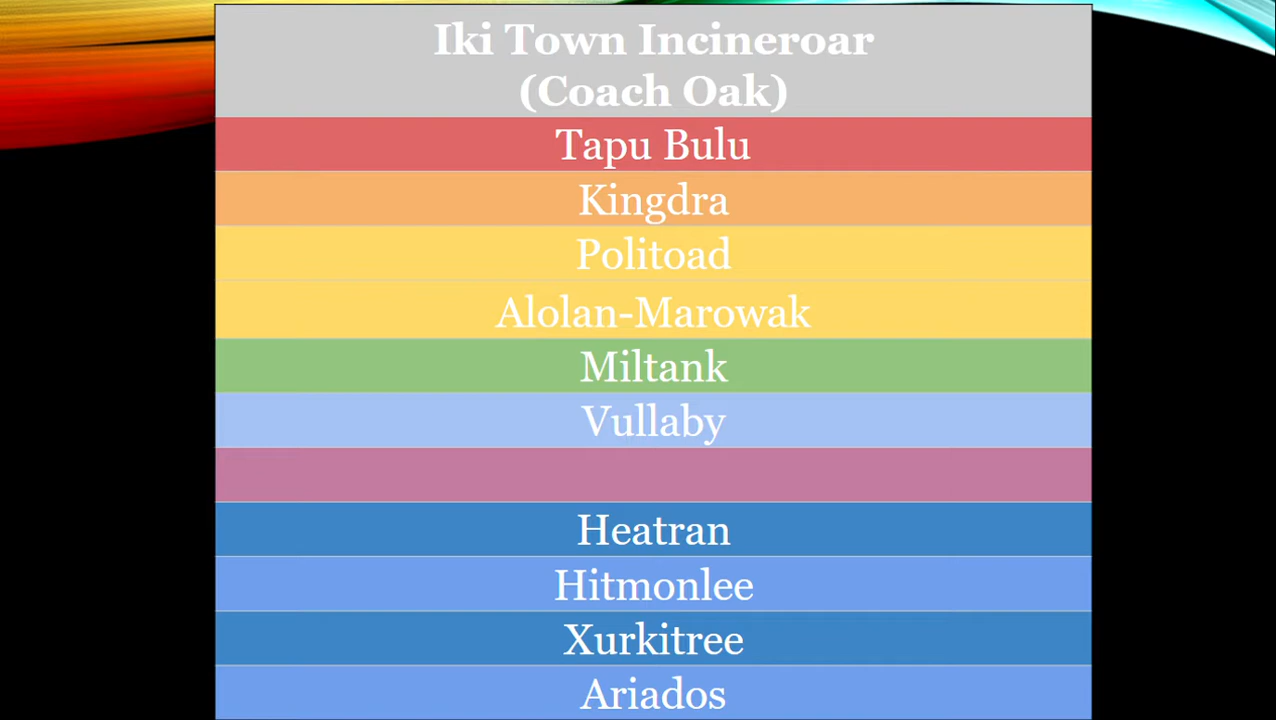 Iki Town Incineroar
(Coach Oak)
Tapu Bulu
Kingdra
Politoad
Alolan-Marowak
Miltank
Vullaby
Heatran
Hitmonlee
Xurkitree
Ariados